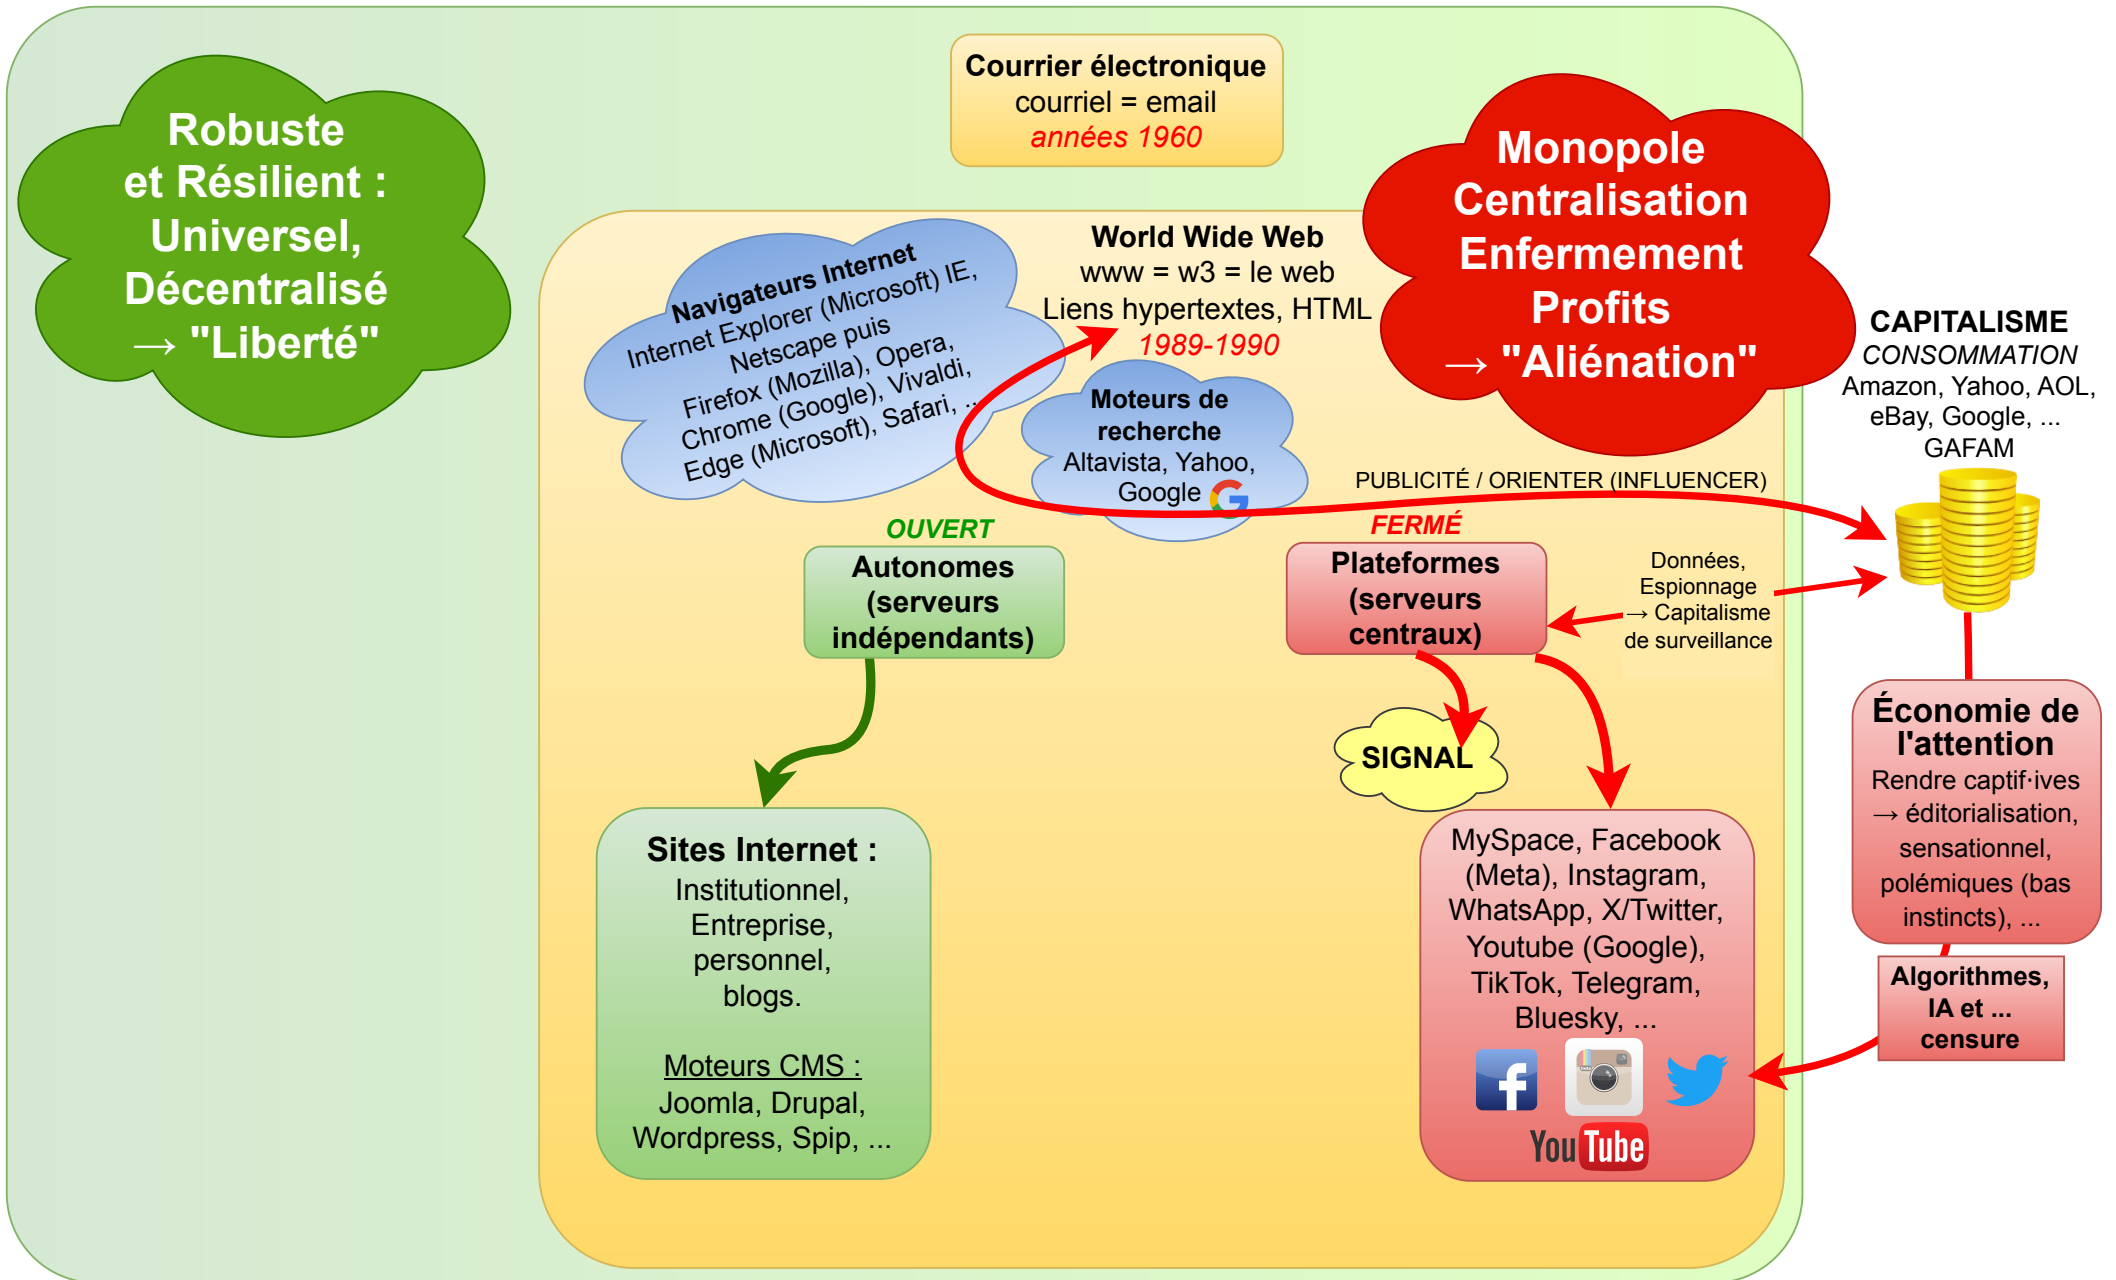 Courrier électronique
courriel = email
années 1960
Robuste
et Résilient :
Universel,
Décentralisé
→ "Liberté"
Monopole
Centralisation
Enfermement
Profits
→ "Aliénation"
Navigateurs Internet
Internet Explorer (Microsoft) IE,
Netscape puis
Firefox (Mozilla), Opera,
Chrome (Google), Vivaldi,
Edge (Microsoft), Safari, ..
World Wide Web
www = w3 = le web
Liens hypertextes, HTML
1989-1990
Moteurs de
recherche
Altavista, Yahoo,
Google
CAPITALISME
CONSOMMATION
Amazon, Yahoo, AOL,
eBay, Google, ...
GAFAM
PUBLICITÉ / ORIENTER (INFLUENCER)
OUVERT
Autonomes
(serveurs
indépendants)
FERMÉ
Plateformes
(serveurs
centraux)
Données,
Espionnage
→ Capitalisme
de surveillance
SIGNAL
Économie de
l'attention
Rendre captif·ives
→ éditorialisation,
sensationnel,
polémiques (bas
instincts), ...
Algorithmes,
IA et ...
censure
Sites Internet :
Institutionnel,
Entreprise,
personnel,
blogs.
Moteurs CMS :
Joomla, Drupal,
Wordpress, Spip, ...
MySpace, Facebook
(Meta), Instagram,
WhatsApp, X/Twitter,
Youtube (Google),
TikTok, Telegram,
Bluesky, ...
f
YouTube